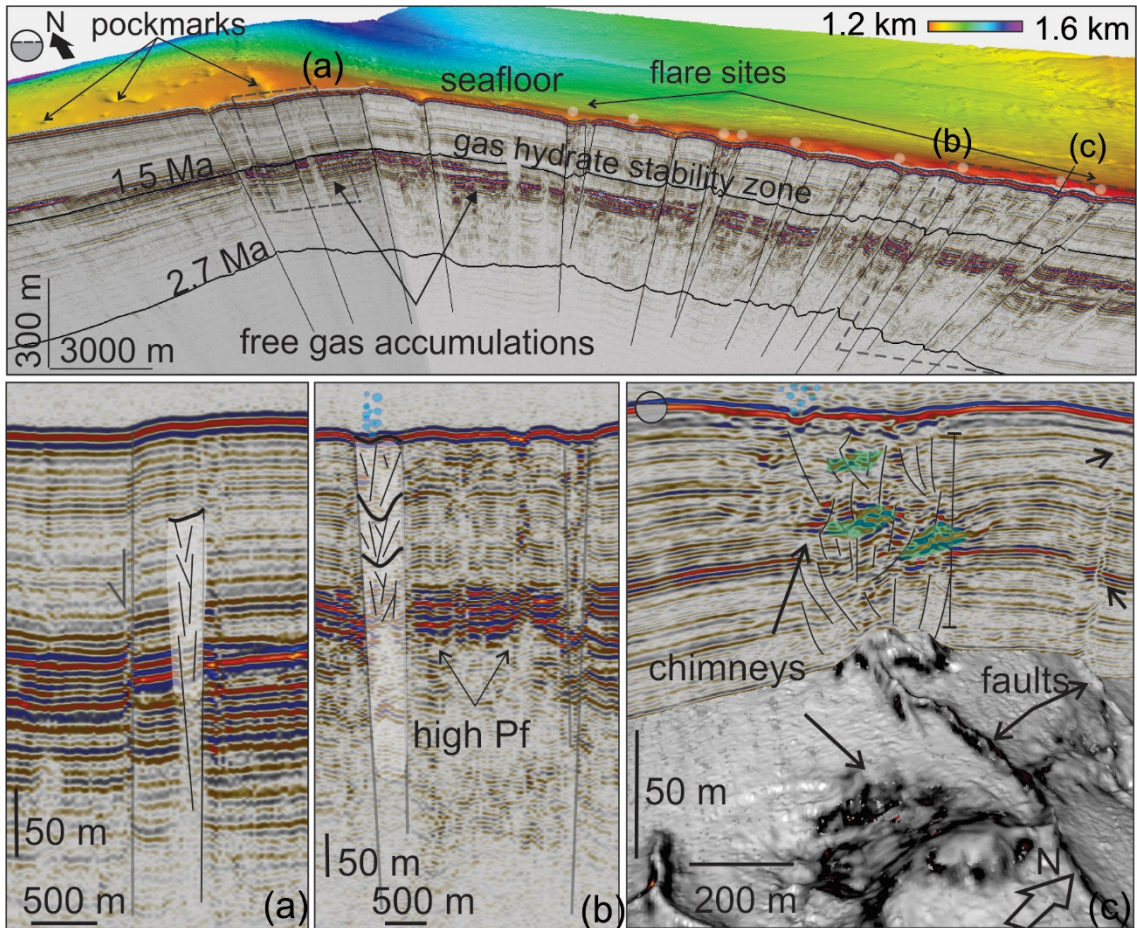 pockmarks
N
(a)
seafloor
1.2 km
1.6 km
flare sites
(b)
(c)
gas hydrate stability zone
1.5 Ma
2.7 Ma
300 m
3000 m
free gas accumulations
50 m
500 m
(a)
high Pf
50 m
500 m
(b)
chimneys
faults
50 m
200 m
N
(c)